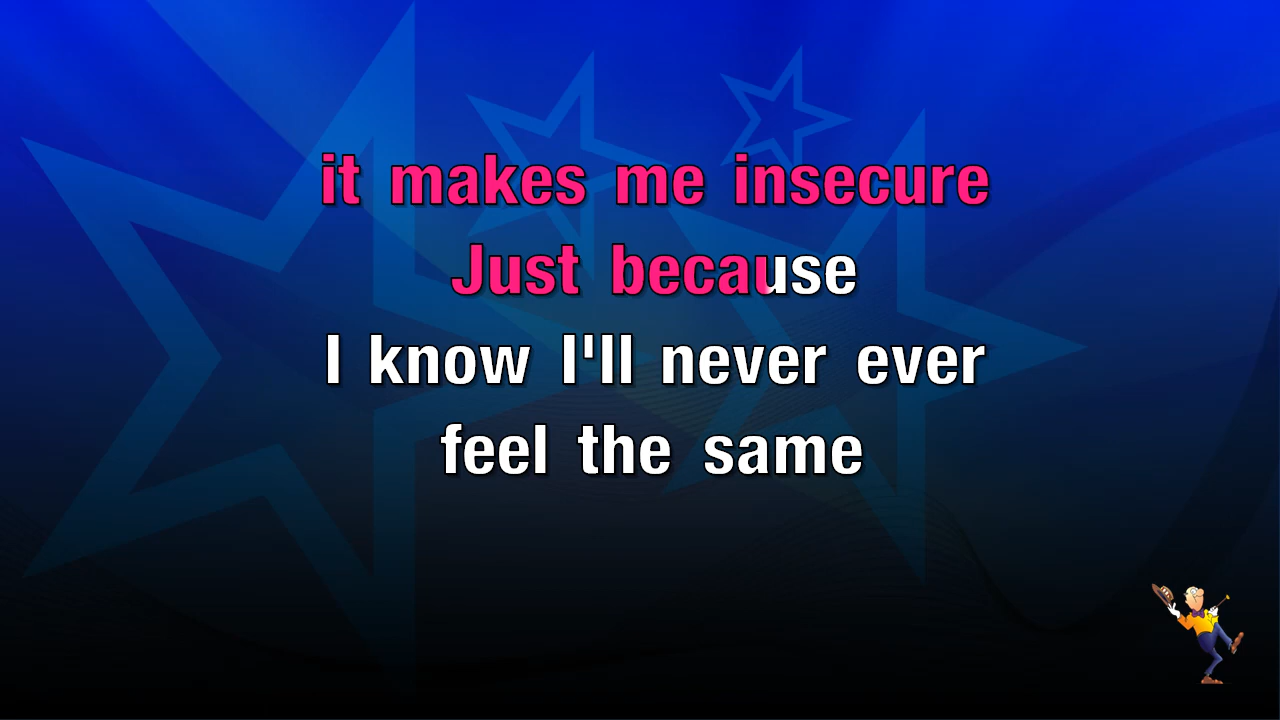 it makes me insecure
Just because
I know I'll never ever
feel the same